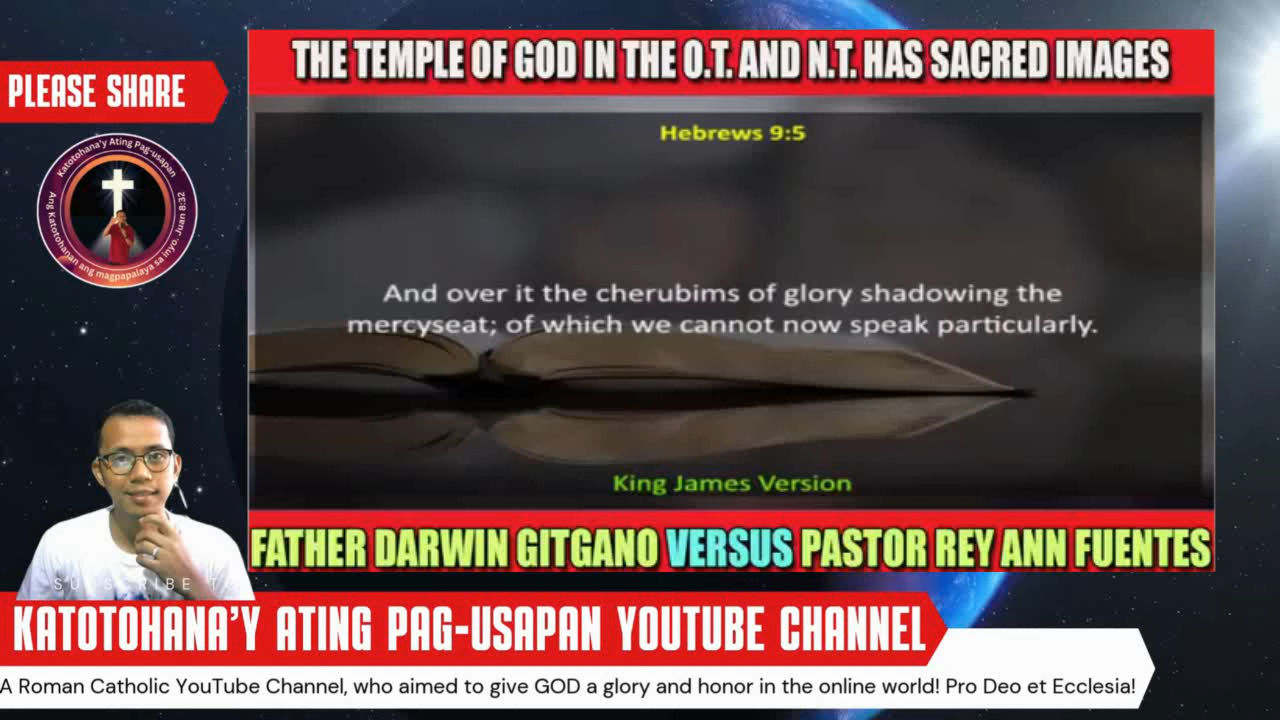 THE TEMPLE OF GOD IN THE O.T. AND N.T. HAS SACRED IMAGES
PLEASE SHARE
Katotohana'y Ating Pag-usapan
Ang Katotohanan ang magpapalaya sa inyo. Juan 8:32
Hebrews 9:5
And over it the cherubims of glory shadowing the
mercyseat; of which we cannot now speak particularly.
King James Version
FATHER DARWIN GITGANO VERSUS PASTOR REY ANN FUENTES
SUBSCRIBE
KATOTOHANA'Y ATING PAG-USAPAN YOUTUBE CHANNEL
A Roman Catholic YouTube Channel, who aimed to give GOD a glory and honor in the online world! Pro Deo et Ecclesia!